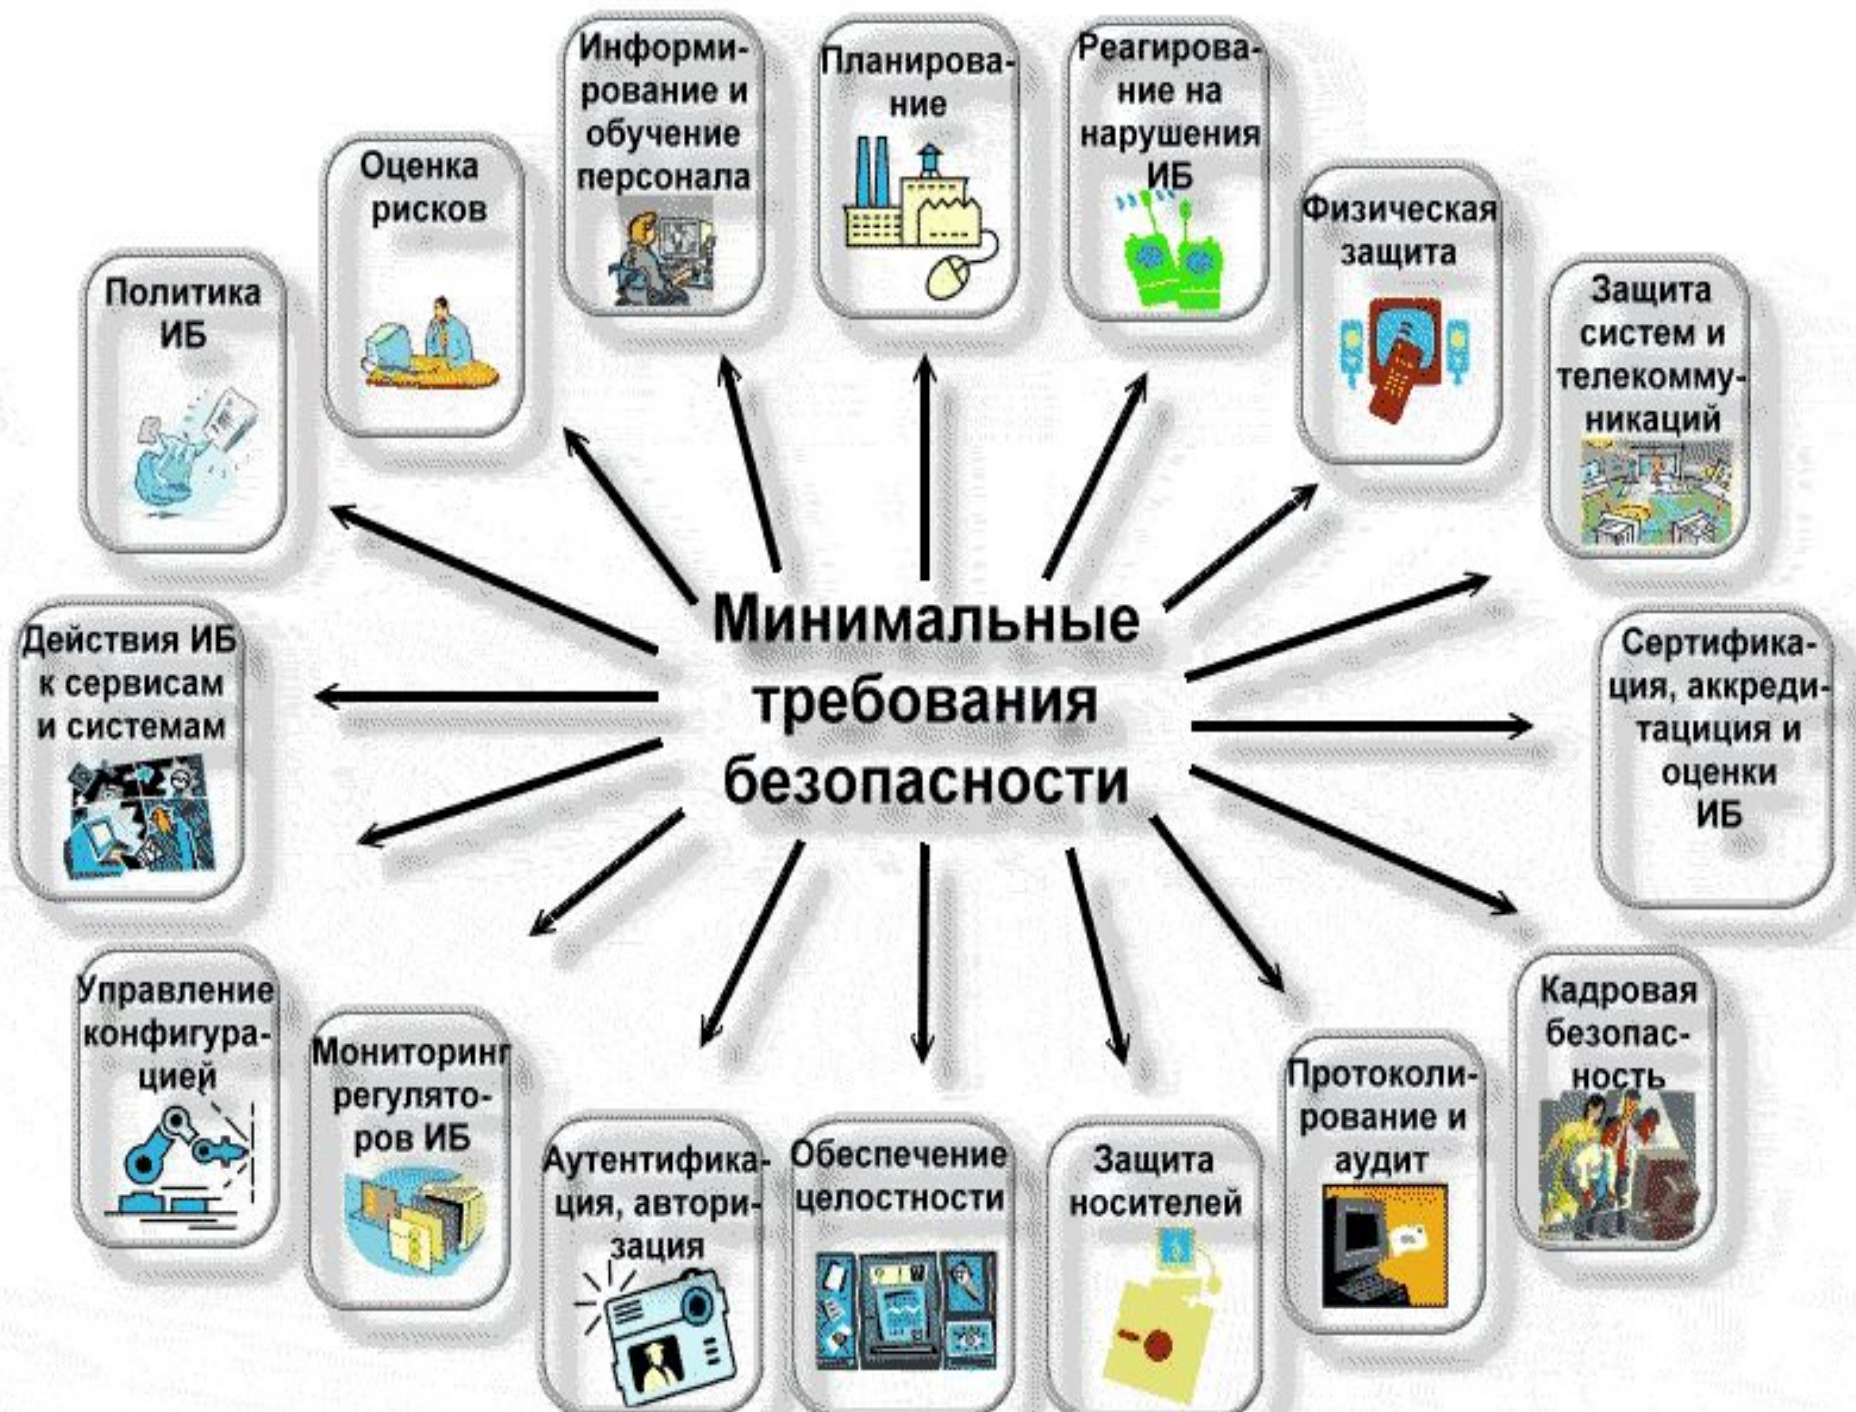 Политика
ИБ
Оценка
рисков
Информи-
рование и
обучение
персонала
Планирова-
ние
Реагирова-
ние на
нарушения
ИБ
Физическая
защита
Защита
систем и
телекомму-
никаций
Минимальные
требования
безопасности
Действия ИБ
к сервисам
и системам
Сертифика-
ция, аккреди-
тациция и
оценки
ИБ
Управление
конфигура-
цией
Мониторинг
регулято-
ров ИБ
Аутентифика-
ция, автори-
зация
Обеспечение
целостности
Защита
носителей
Протоколи-
рование и
аудит
Кадровая
безопас-
ность